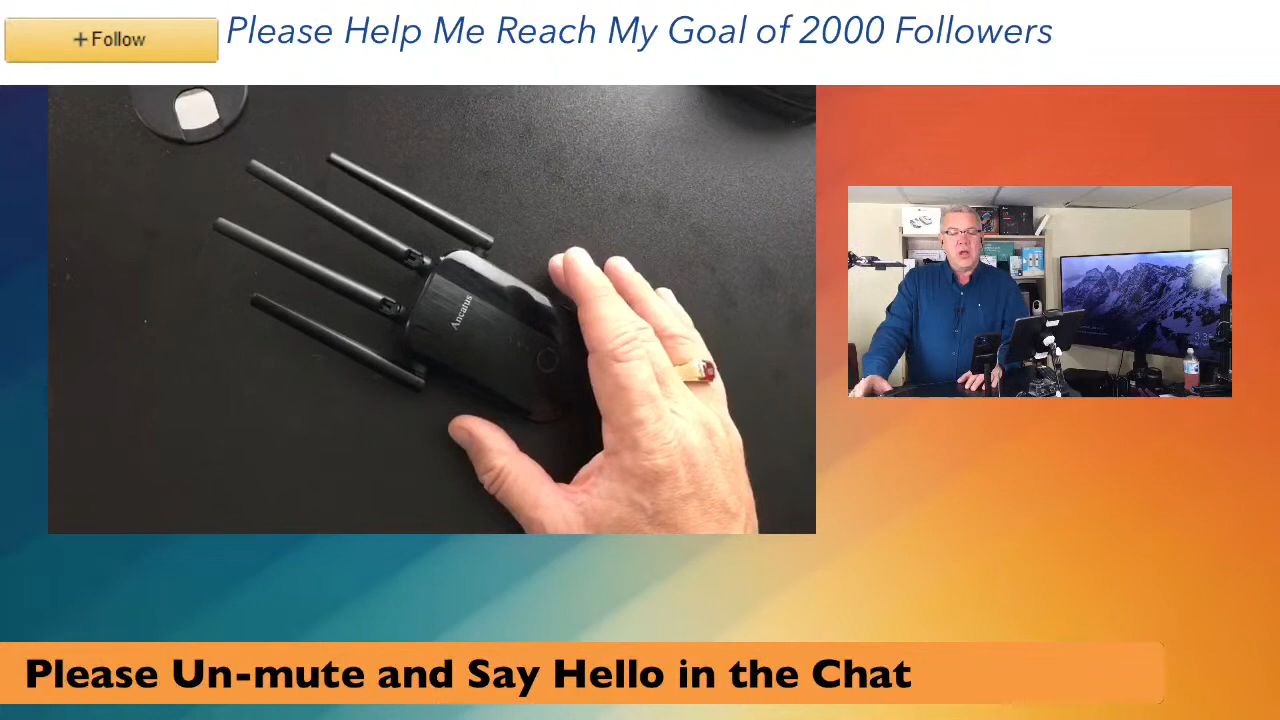 +Follow
Please Help Me Reach My Goal of 2000 Followers
Ancatus
Please Un-mute and Say Hello in the Chat